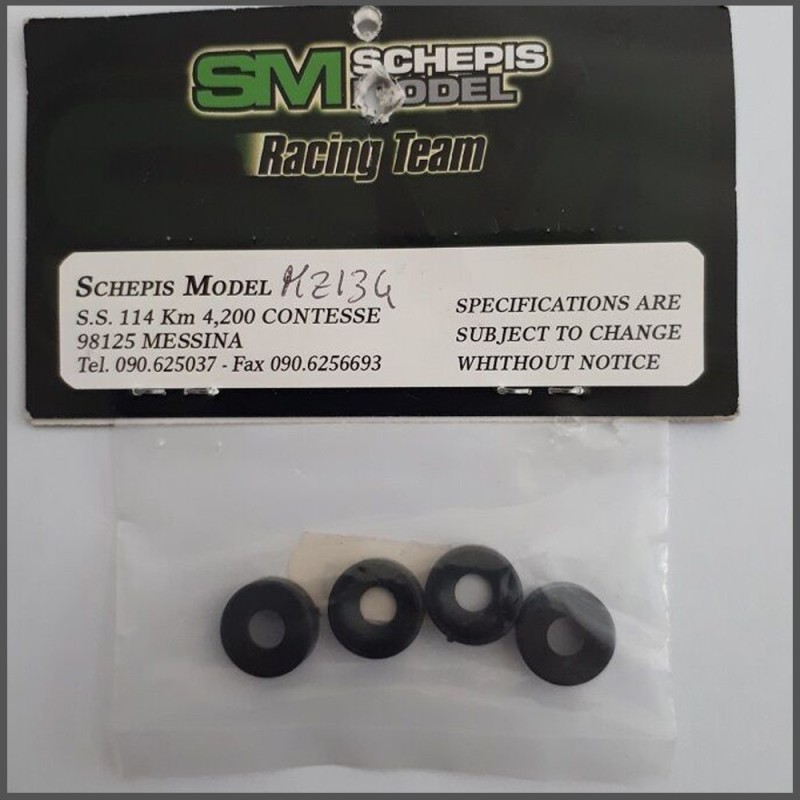 SM SCHEPIS
MODEL
Racing Team
SCHEPIS MODEL MZ134
S.S. 114 Km 4,200 CONTESSE
98125 MESSINA
Tel. 090.625037 - Fax 090.6256693
SPECIFICATIONS ARE
SUBJECT TO CHANGE
WHITHOUT NOTICE